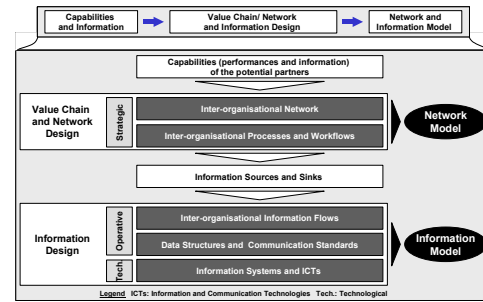 Capabilities
and Information
Value Chain/ Network
and Information Design
Network and
Information Model
Capabilities (performances and information)
of the potential partners
Value Chain
and Network
Design
Strategic
Inter-organisational Network
Inter-organisational Processes and Workflows
Network
Model
Information Sources and Sinks
Information
Design
Operative
Inter-organisational Information Flows
Data Structures and Communication Standards
Tech.
Information Systems and ICTs
Information
Model
Legend ICTs: Information and Communication Technologies Tech.: Technological